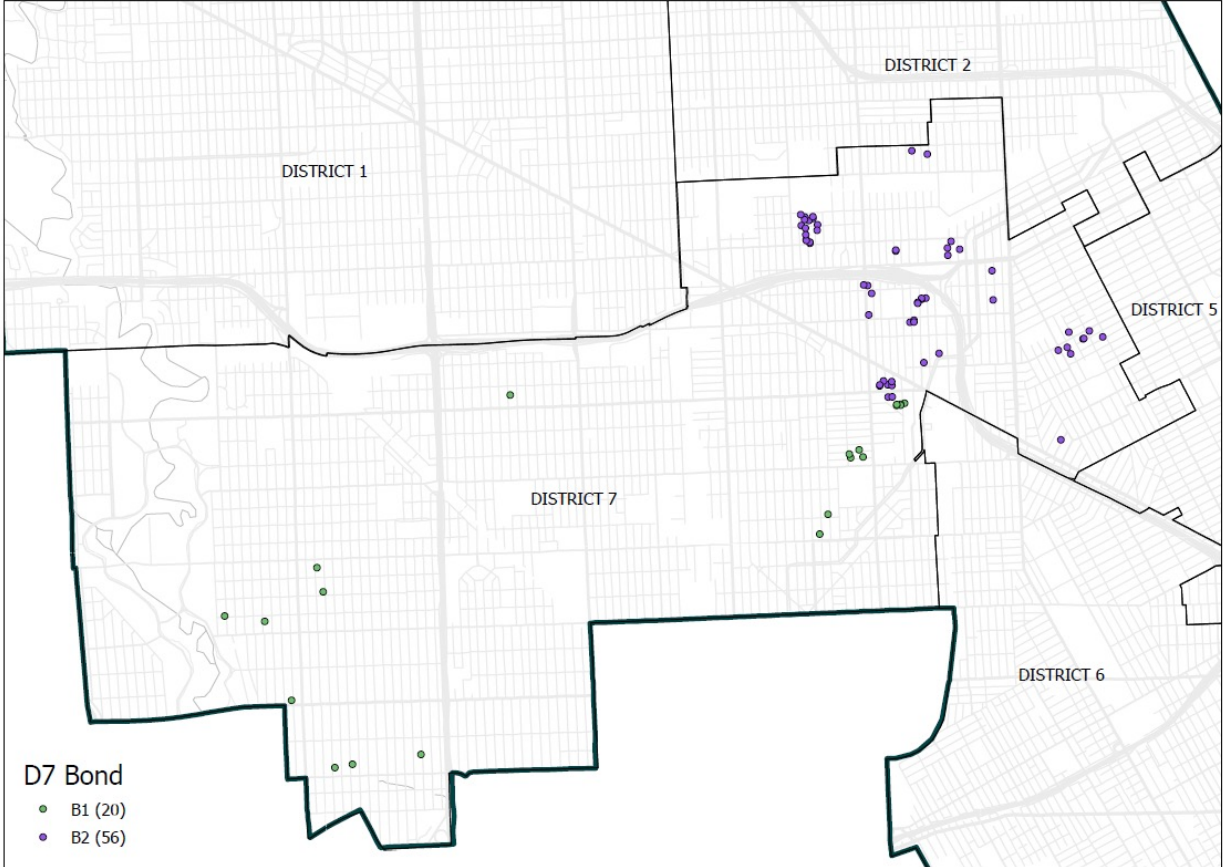 DISTRICT 2
DISTRICT 1
DISTRICT 5
DISTRICT 7
DISTRICT 6
D7 Bond
B1 (20)
B2 (56)